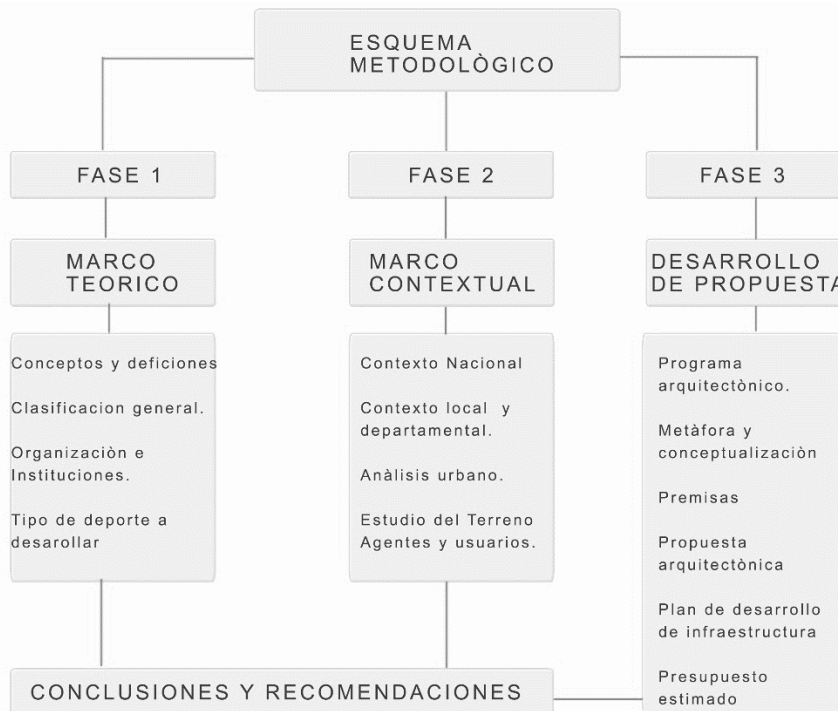 ESQUEMA
METODOLÒGICO
FASE 1
MARCO
TEORICO
Conceptos y deficiones
Clasificacion general.
Organizaciòn e
Instituciones.
Tipo de deporte a
desarollar
FASE 2
MARCO
CONTEXTUAL
Contexto Nacional
Contexto local y
departamental.
Anàlisis urbano.
Estudio del Terreno
Agentes y usuarios.
FASE 3
DESARROLLO
DE PROPUESTA
Programa
arquitectònico.
Metàfora y
conceptualizaciòn
Premisas
Propuesta
arquitectònica
Plan de desarrollo
de infraestructura
Presupuesto
estimado
CONCLUSIONES Y RECOMENDACIONES